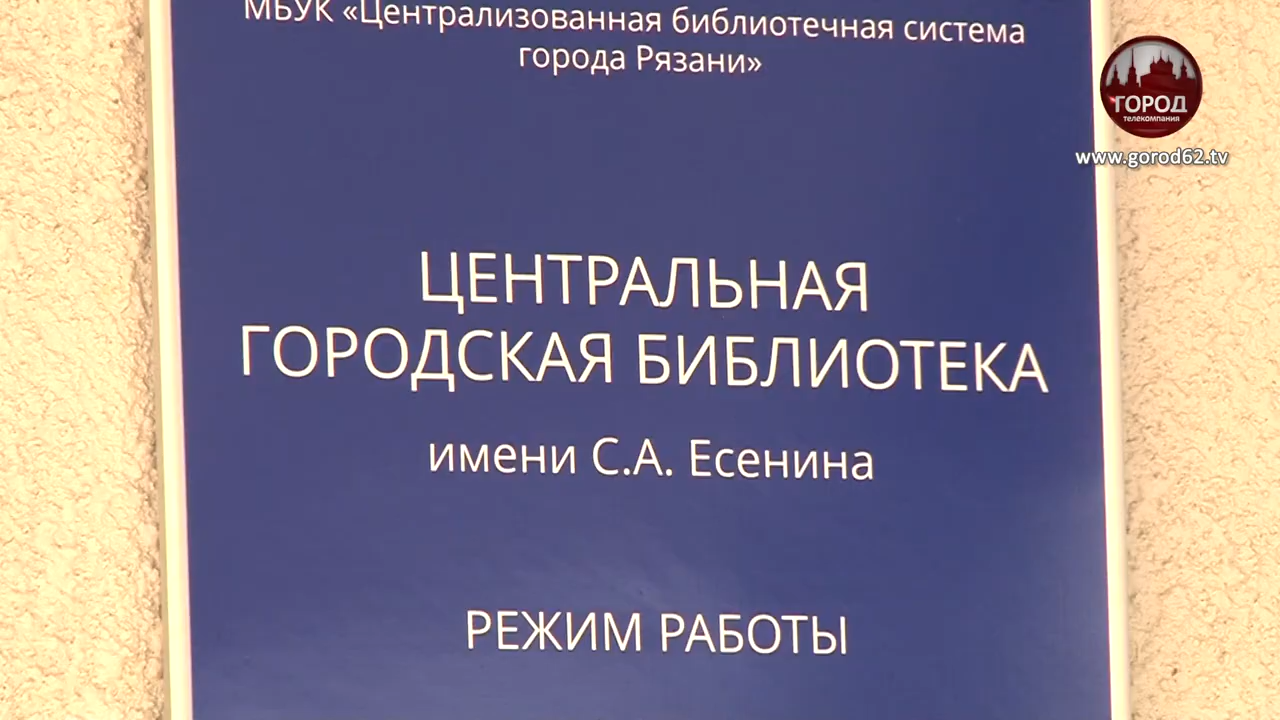 МБУК «Централизованная библиотечная система
города Рязани»
ГОРОД
телекомпания
www.gorod62.tv
ЦЕНТРАЛЬНАЯ
ГОРОДСКАЯ БИБЛИОТЕКА
имени С.А. Есенина
РЕЖИМ РАБОТЫ